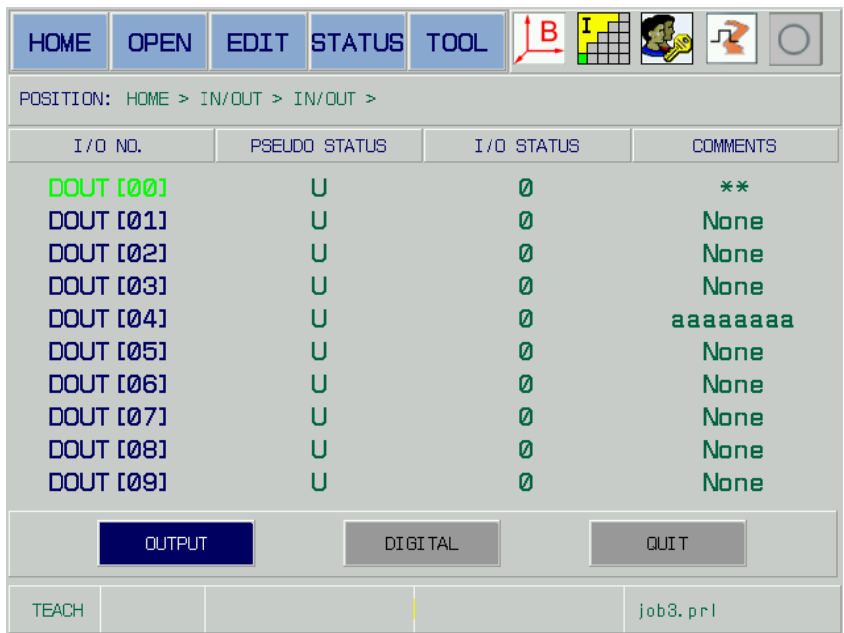 HOME OPEN EDIT STATUS TOOL B I
POSITION: HOME > IN/OUT > IN/OUT >
I/O NO. PSEUDO STATUS I/O STATUS COMMENTS
DOUT [00] U 0 **
DOUT [01] U 0 None
DOUT [02] U 0 None
DOUT [03] U 0 None
DOUT [04] U 0 aaaaaaaa
DOUT [05] U 0 None
DOUT [06] U 0 None
DOUT [07] U 0 None
DOUT [08] U 0 None
DOUT [09] U 0 None
OUTPUT DIGITAL QUIT
TEACH job3.prl